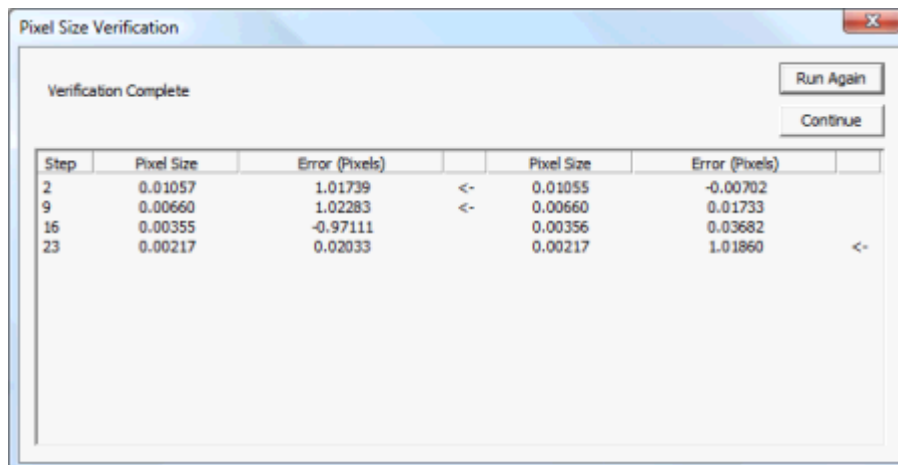 Pixel Size Verification
Verification Complete
Run Again
Continue
Step Pixel Size Error (Pixels) Pixel Size Error (Pixels)
2 0.01057 1.01739 <- 0.01055 -0.00702
9 0.00660 1.02283 <- 0.00660 0.01733
16 0.00355 -0.97111 0.00356 0.03682
23 0.00217 0.02033 0.00217 1.01860 <-